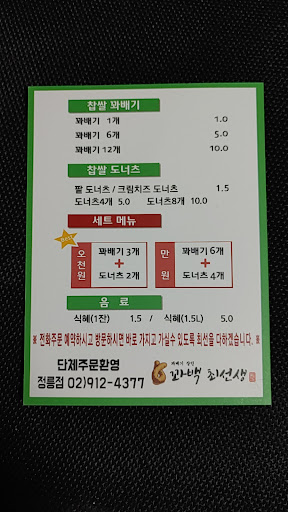 찹쌀 꽈배기
꽈배기 1개 1.0
꽈배기 6개 5.0
꽈배기 12개 10.0
찹쌀 도너츠
팥 도너츠 / 크림치즈 도너츠 1.5
도너츠4개 5.0 도너츠8개 10.0
세트 메뉴
오천원 꽈배기 3개 + 도너츠 2개
만원 꽈배기 6개 + 도너츠 4개
음 료
식혜(1잔) 1.5 / 식혜(1.5L) 5.0
※ 전화주문 예약하시고 방문하시면 바로 가지고 가실수 있도록 최선을 다하겠습니다. ※
단체주문환영
정릉점 02)912-4377
꽈백 최선생